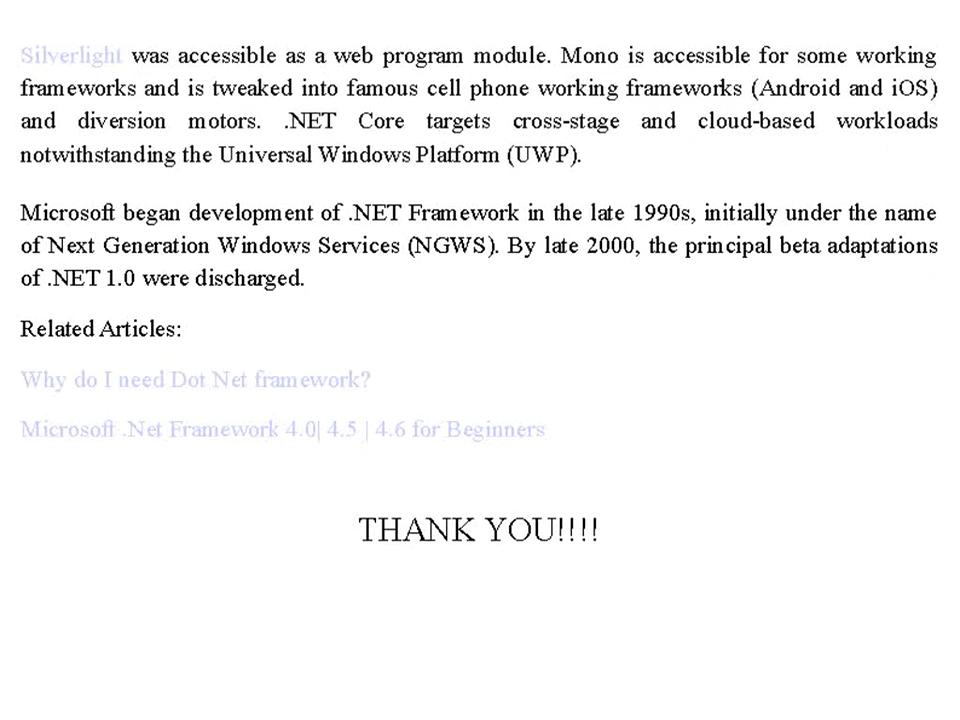 Silverlight was accessible as a web program module. Mono is accessible for some working
frameworks and is tweaked into famous cell phone working frameworks (Android and iOS)
and diversion motors. .NET Core targets cross-stage and cloud-based workloads
notwithstanding the Universal Windows Platform (UWP).
Microsoft began development of .NET Framework in the late 1990s, initially under the name
of Next Generation Windows Services (NGWS). By late 2000, the principal beta adaptations
of .NET 1.0 were discharged.
Related Articles:
Why do I need Dot Net framework?
Microsoft .Net Framework 4.0| 4.5 | 4.6 for Beginners
THANK YOU!!!!